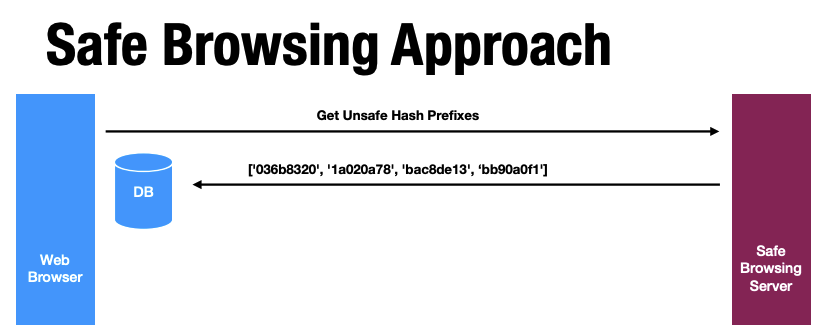 Safe Browsing Approach
Get Unsafe Hash Prefixes
['036b8320', '1a020a78', 'bac8de13', ‘bb90a0f1']
DB
Web
Browser
Safe
Browsing
Server